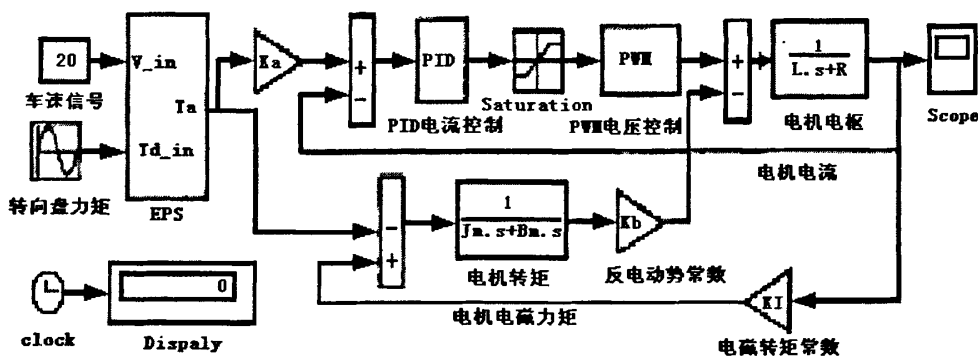 20
车速信号
V_in
Ta
Td_in
EPS
转向盘力矩
Ka
+
-
PID
PID电流控制
Saturation
PWM
PWM电压控制
+
-
1
L.s+R
电机电枢
Scope
电机电流
-
+
1
Jm.s+Bm.s
电机转矩
Kb
反电动势常数
KI
电磁转矩常数
电机电磁力矩
clock
0
Dispaly